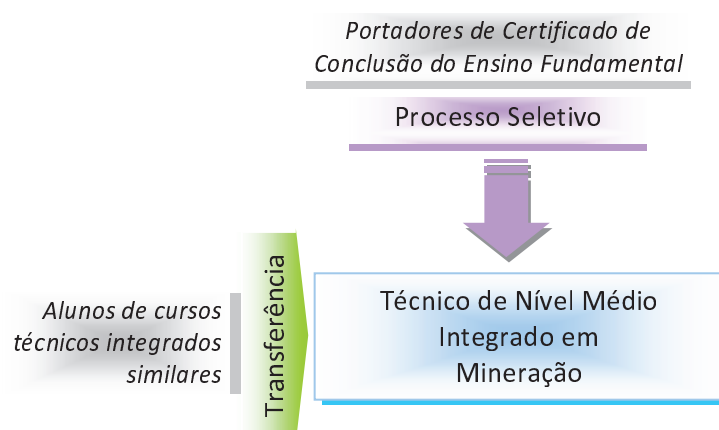 Portadores de Certificado de
Conclusão do Ensino Fundamental
Processo Seletivo
Transferência
Alunos de cursos
técnicos integrados
similares
Técnico de Nível Médio
Integrado em
Mineração